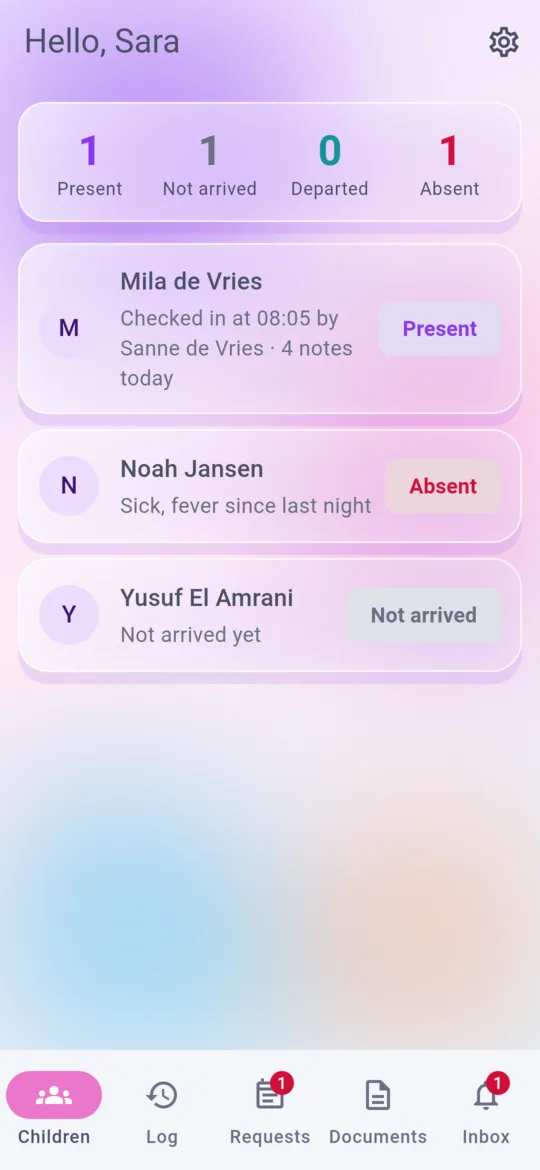 Hello, Sara
1 1 0 1
Present Not arrived Departed Absent
Mila de Vries
M
Checked in at 08:05 by
Sanne de Vries · 4 notes
today
Present
Noah Jansen
N
Sick, fever since last night
Absent
Yusuf El Amrani
Y
Not arrived yet
Not arrived
1 1
Children Log Requests Documents Inbox